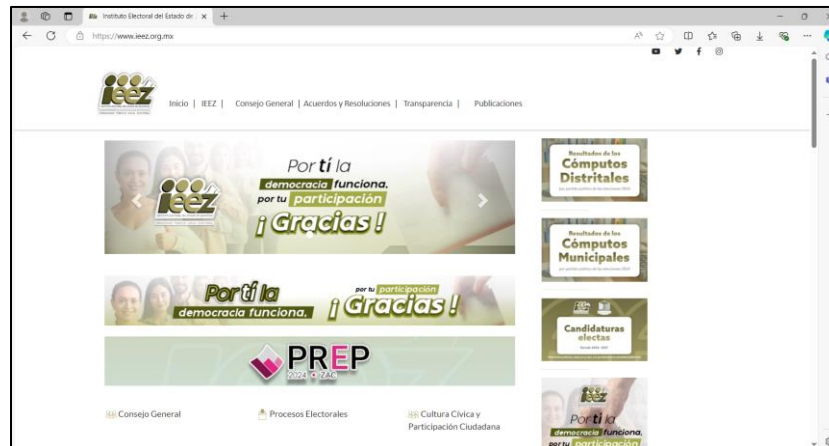 Instituto Electoral del Estado de
https://www.ieez.org.mx
ieez
Inicio | IEEZ | Consejo General | Acuerdos y Resoluciones | Transparencia | Publicaciones
ieez
Por tí la
democracia funciona,
por tu participación
¡Gracias!
Por tí la
democracia funciona,
por tu participación
¡Gracias!
PREP
2024 • ZAC
Consejo General
Procesos Electorales
Cultura Cívica y
Participación Ciudadana
Resultados de los
Cómputos
Distritales
Resultados de los
Cómputos
Municipales
Candidaturas
electas
ieez
Por tí la
democracia funciona,
por tu participación